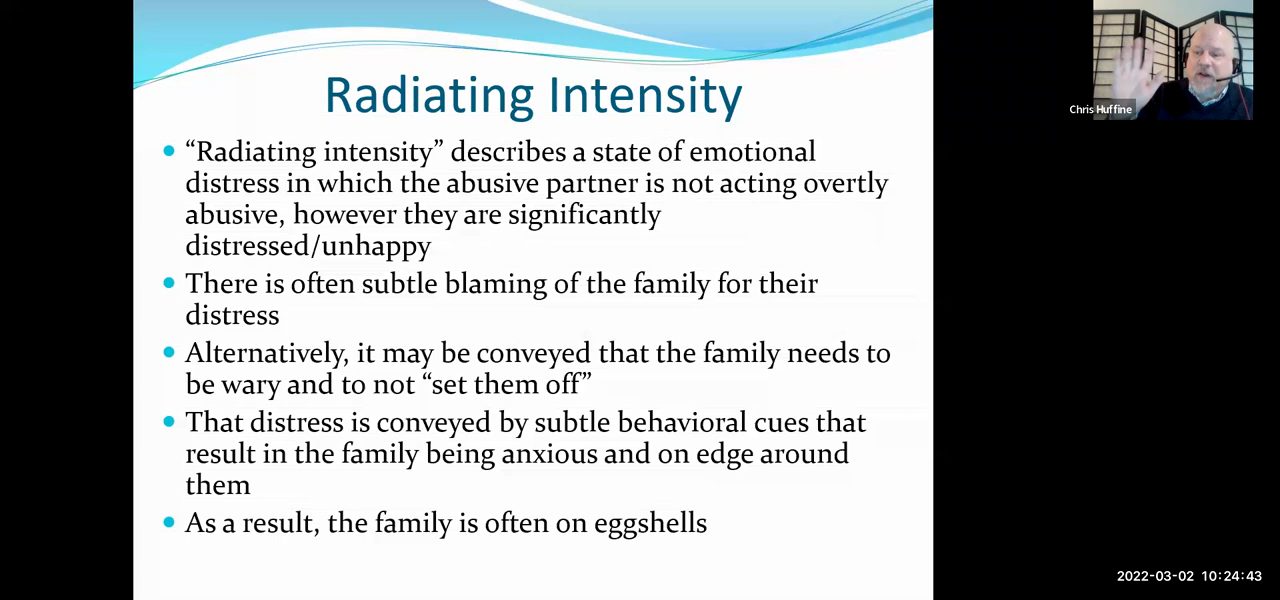 Radiating Intensity
“Radiating intensity” describes a state of emotional
distress in which the abusive partner is not acting overtly
abusive, however they are significantly
distressed/unhappy
There is often subtle blaming of the family for their
distress
Alternatively, it may be conveyed that the family needs to
be wary and to not “set them off”
That distress is conveyed by subtle behavioral cues that
result in the family being anxious and on edge around
them
As a result, the family is often on eggshells
Chris Huffine
2022-03-02 10:24:43